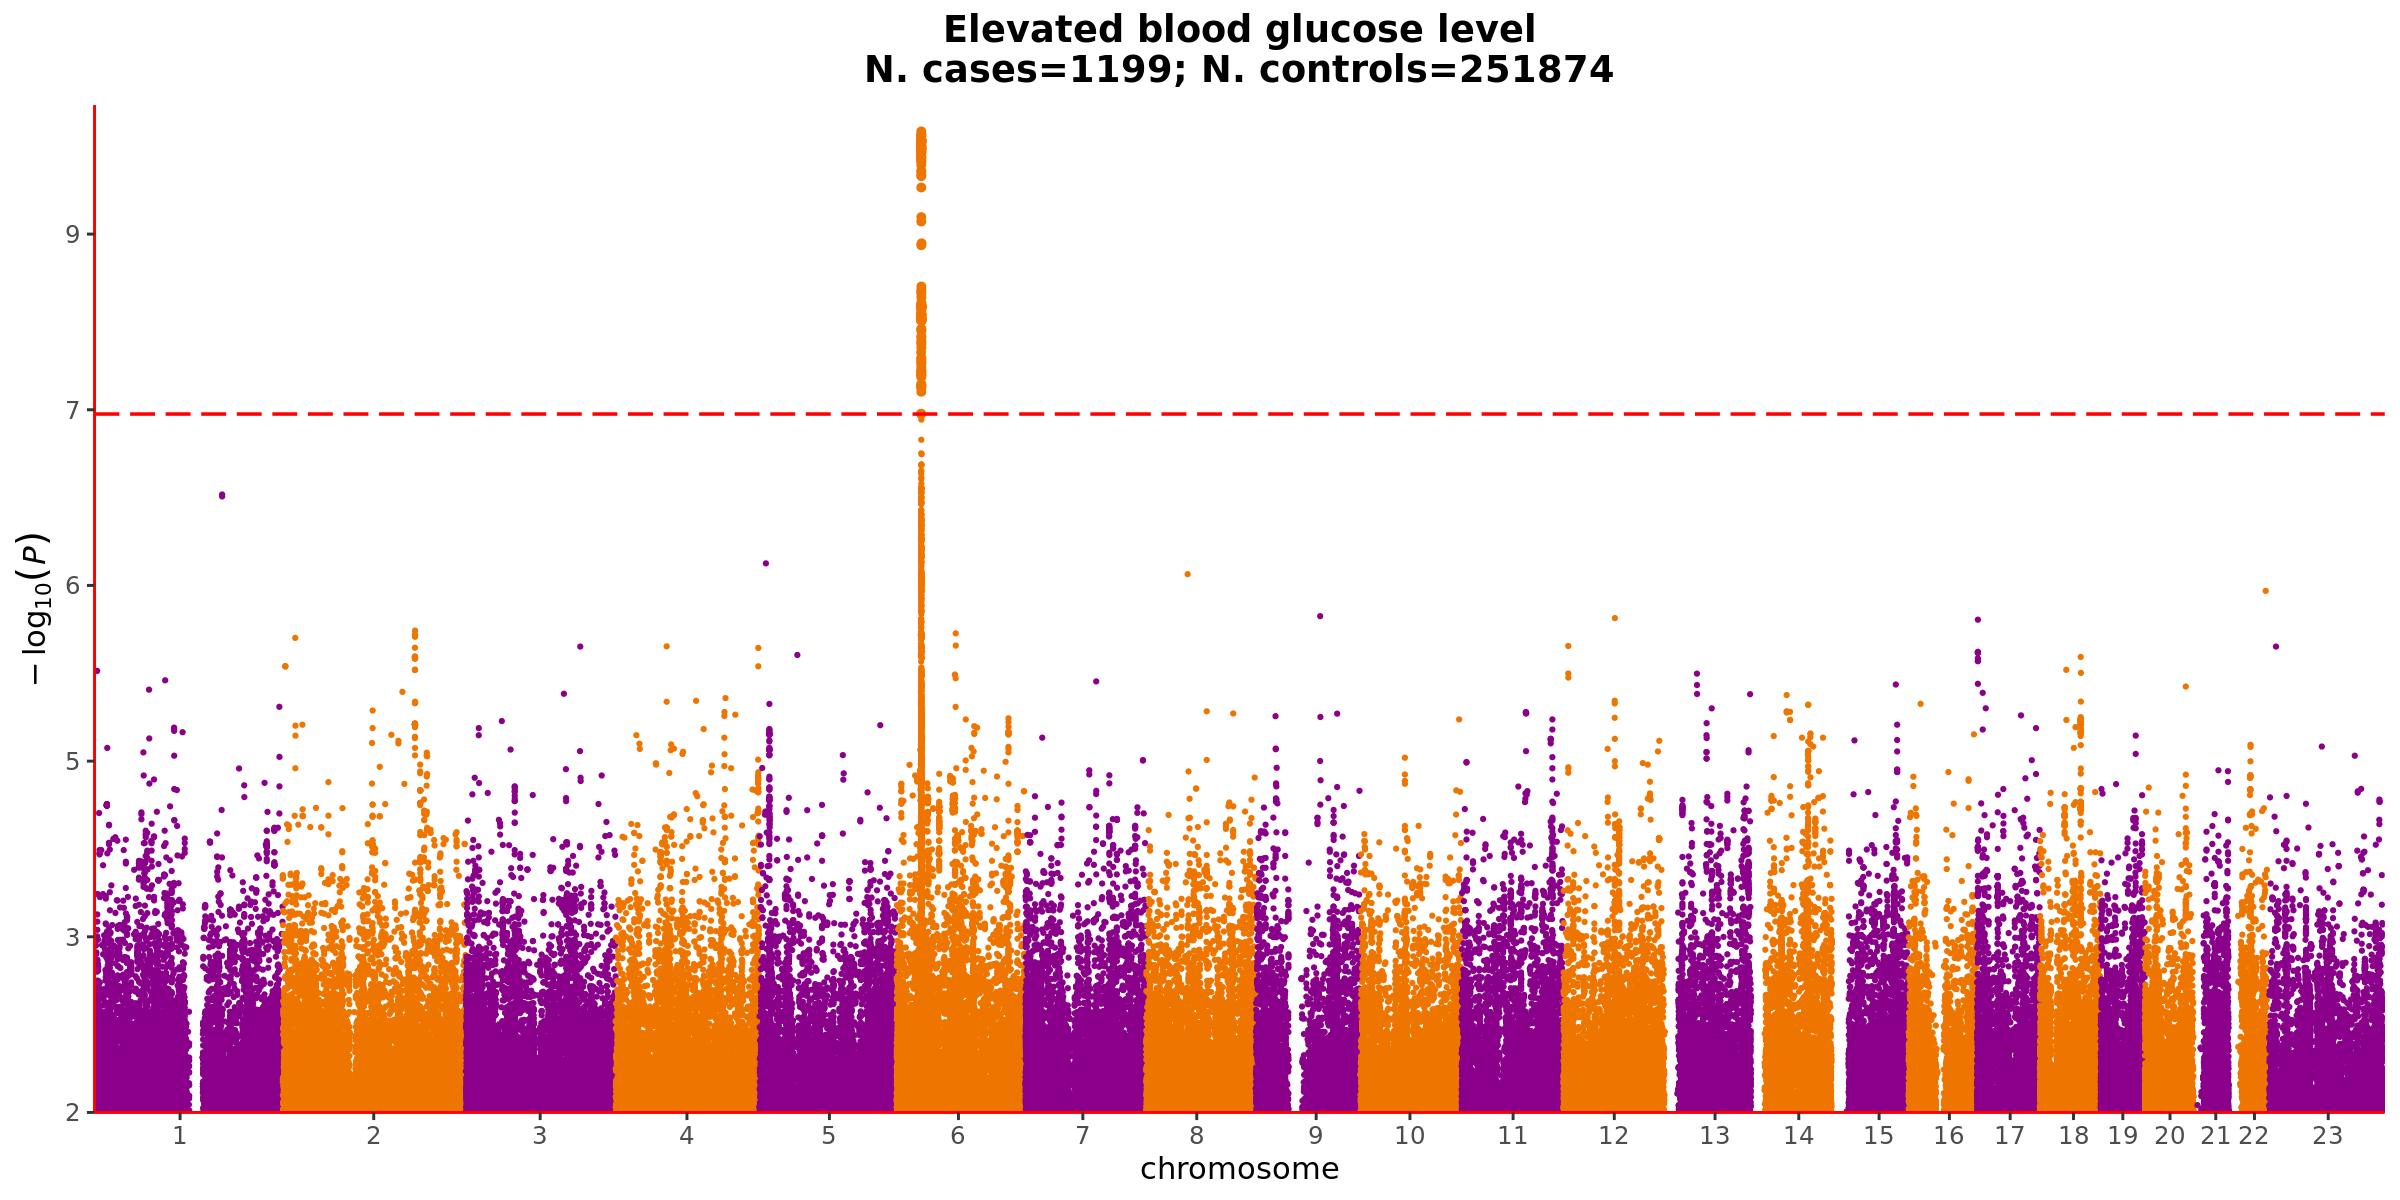 Elevated blood glucose level
N. cases=1199; N. controls=251874
9
7
6
5
3
2
−log10(P)
1 2 3 4 5 6 7 8 9 10 11 12 13 14 15 16 17 18 19 20 21 22 23
chromosome